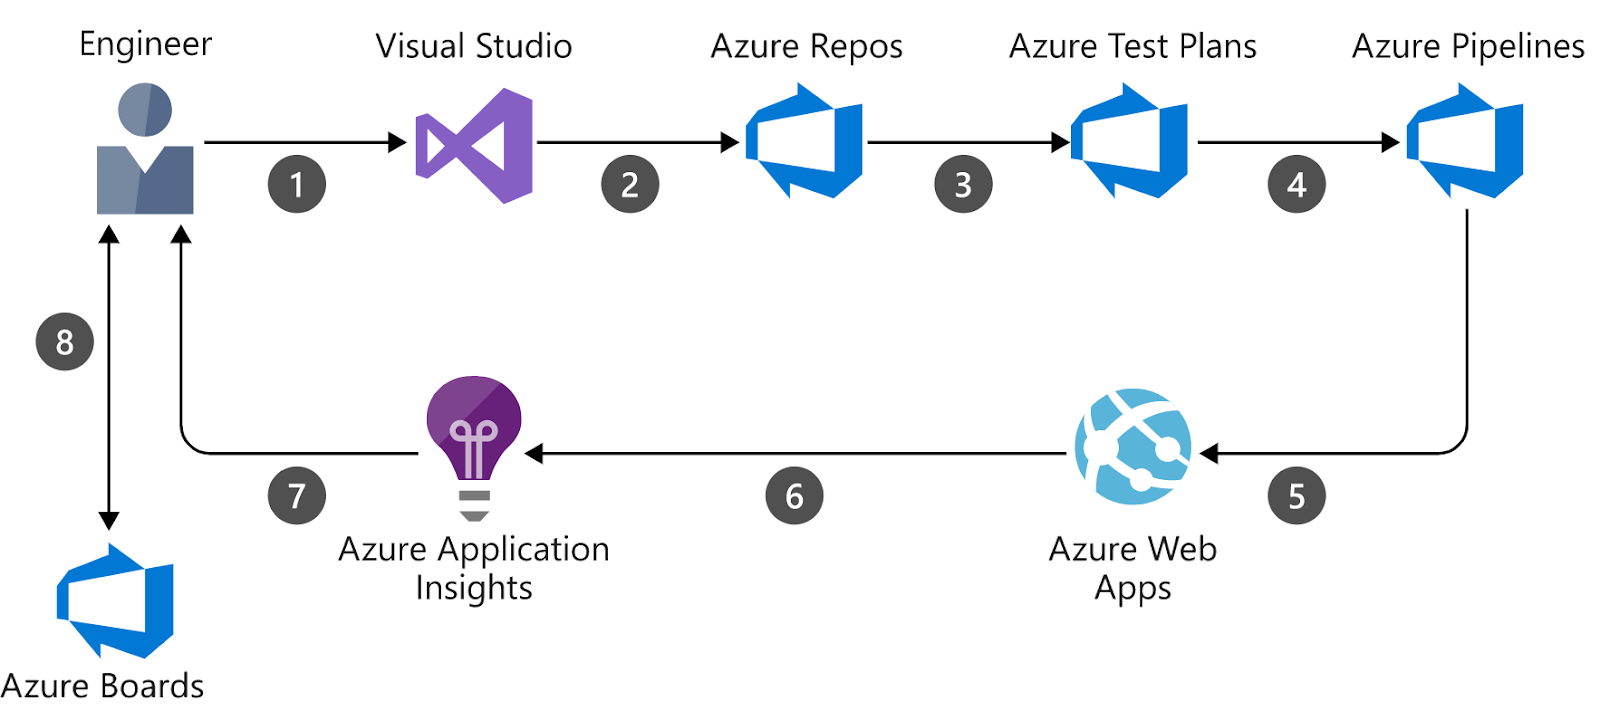 Engineer
Visual Studio
Azure Repos
Azure Test Plans
Azure Pipelines
1
2
3
4
8
7
6
5
Azure Application
Insights
Azure Web
Apps
Azure Boards